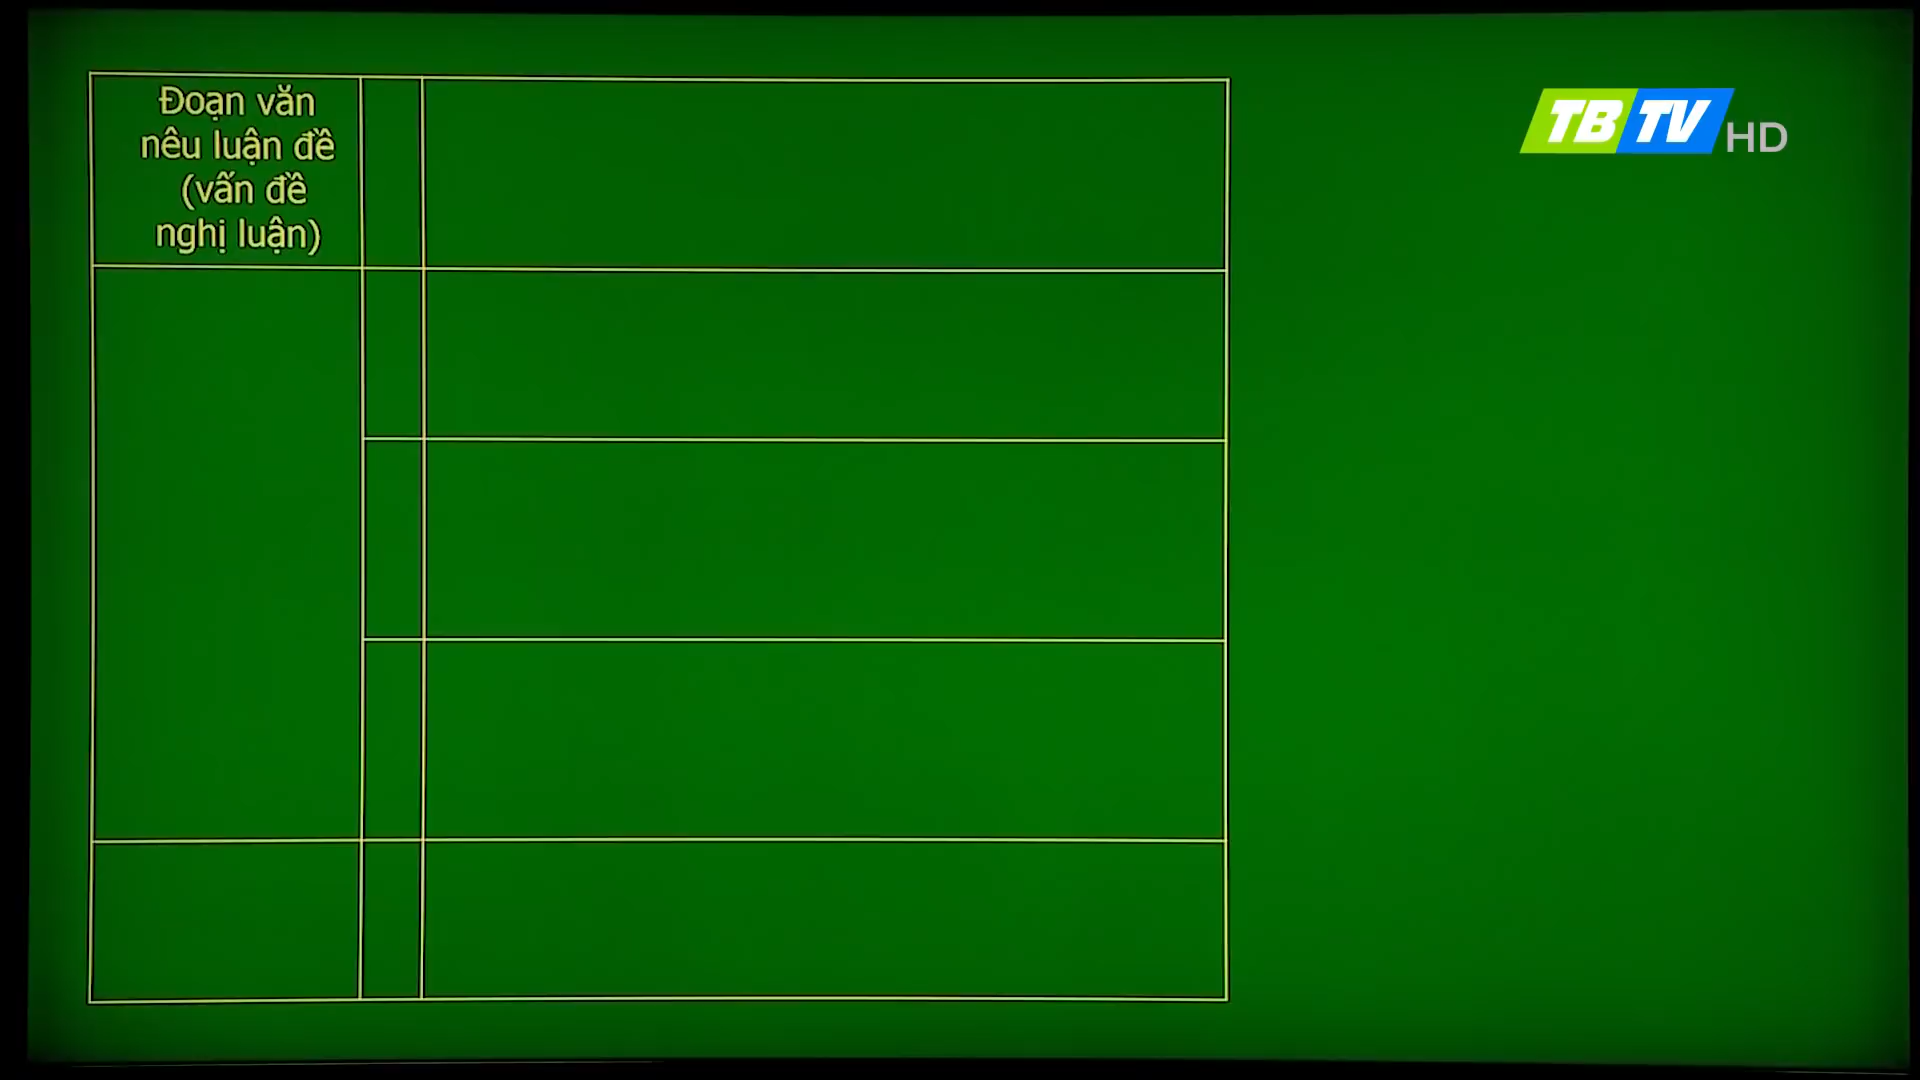 Đoạn văn
nêu luận đề
(vấn đề
nghị luận)
TBTV HD